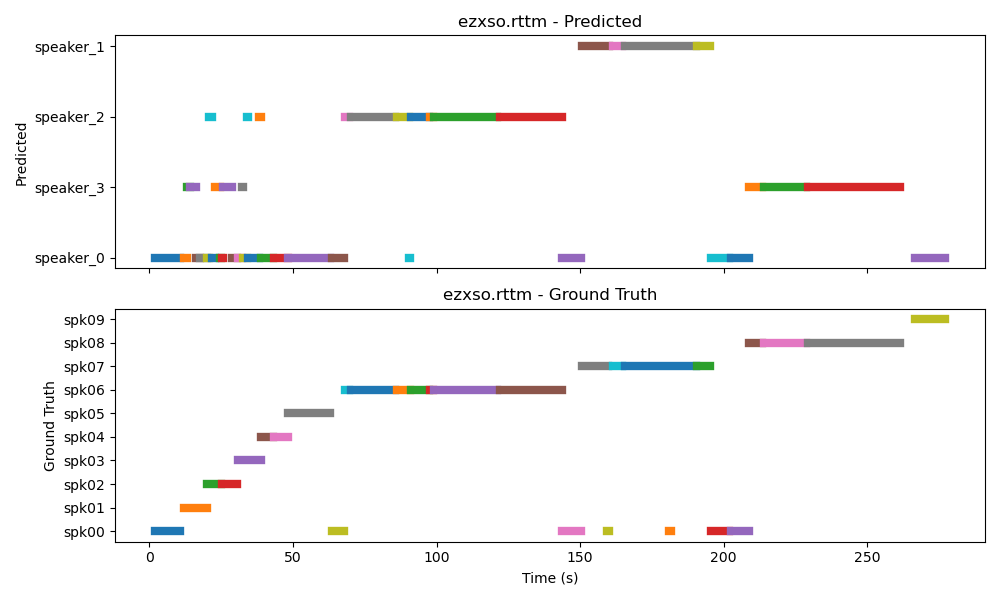 ezxso.rttm - Predicted
speaker_1
speaker_2
speaker_3
speaker_0
Predicted
ezxso.rttm - Ground Truth
spk09
spk08
spk07
spk06
spk05
spk04
spk03
spk02
spk01
spk00
Ground Truth
0 50 100 150 200 250
Time (s)